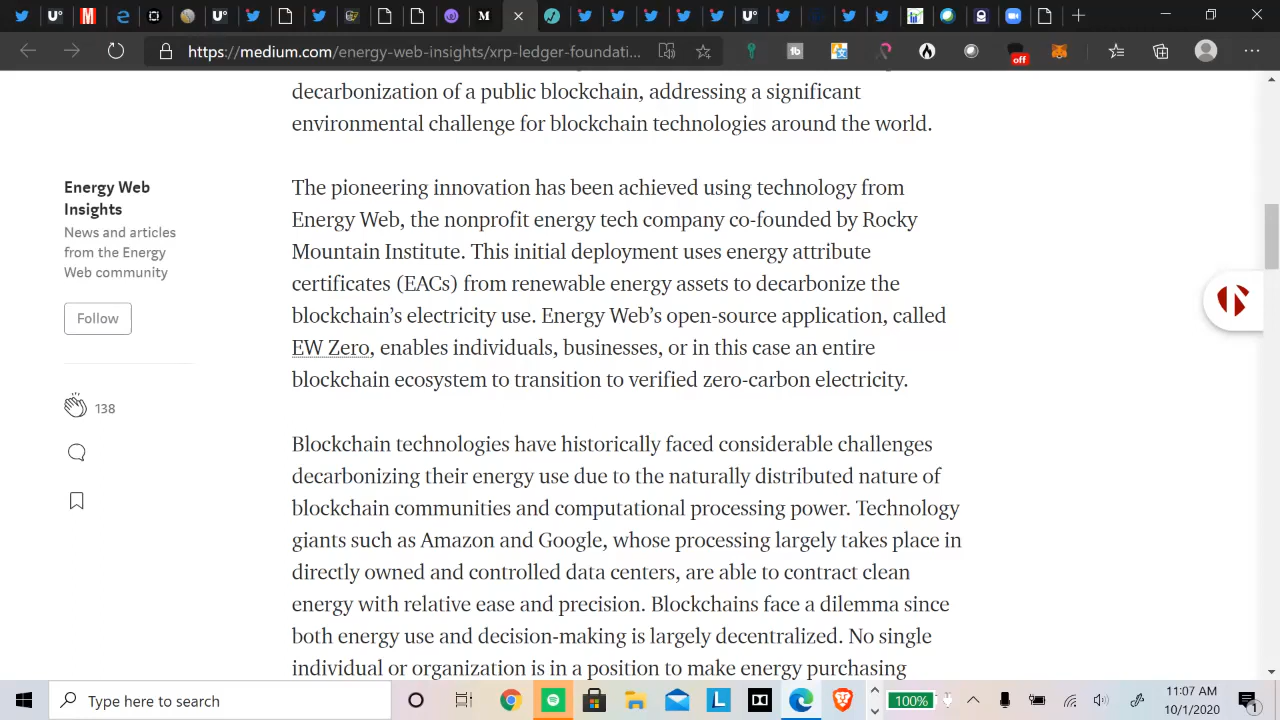 https://medium.com/energy-web-insights/xrp-ledger-foundati...
off
decarbonization of a public blockchain, addressing a significant
environmental challenge for blockchain technologies around the world.
Energy Web
Insights
News and articles
from the Energy
Web community
Follow
138
The pioneering innovation has been achieved using technology from
Energy Web, the nonprofit energy tech company co-founded by Rocky
Mountain Institute. This initial deployment uses energy attribute
certificates (EACs) from renewable energy assets to decarbonize the
blockchain’s electricity use. Energy Web’s open-source application, called
EW Zero, enables individuals, businesses, or in this case an entire
blockchain ecosystem to transition to verified zero-carbon electricity.
Blockchain technologies have historically faced considerable challenges
decarbonizing their energy use due to the naturally distributed nature of
blockchain communities and computational processing power. Technology
giants such as Amazon and Google, whose processing largely takes place in
directly owned and controlled data centers, are able to contract clean
energy with relative ease and precision. Blockchains face a dilemma since
both energy use and decision-making is largely decentralized. No single
individual or organization is in a position to make energy purchasing
Type here to search
100%
11:07 AM
10/1/2020
1